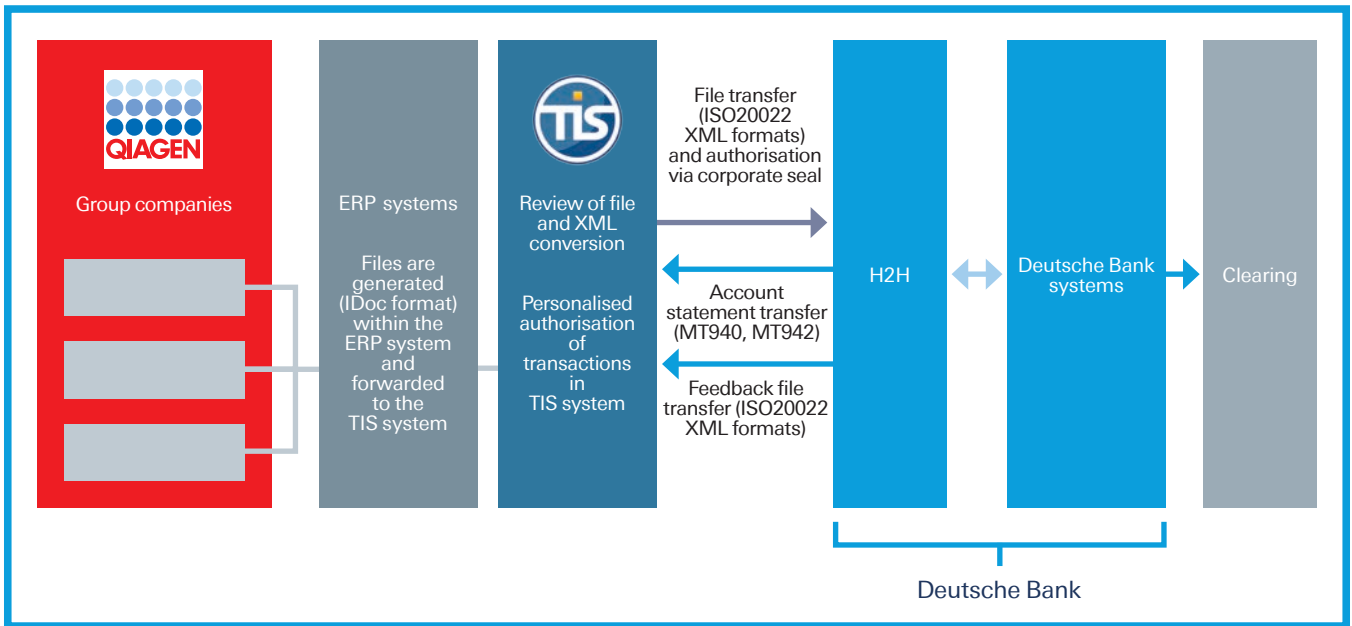 QIAGEN
Group companies
ERP systems
Files are
generated
(IDoc format)
within the
ERP system
and
forwarded
to the
TIS system
TIS
Review of file
and XML
conversion
Personalised
authorisation
of
transactions
in
TIS system
File transfer
(ISO20022
XML formats)
and authorisation
via corporate seal
Account
statement transfer
(MT940, MT942)
Feedback file
transfer (ISO20022
XML formats)
H2H
Deutsche Bank
systems
Clearing
Deutsche Bank